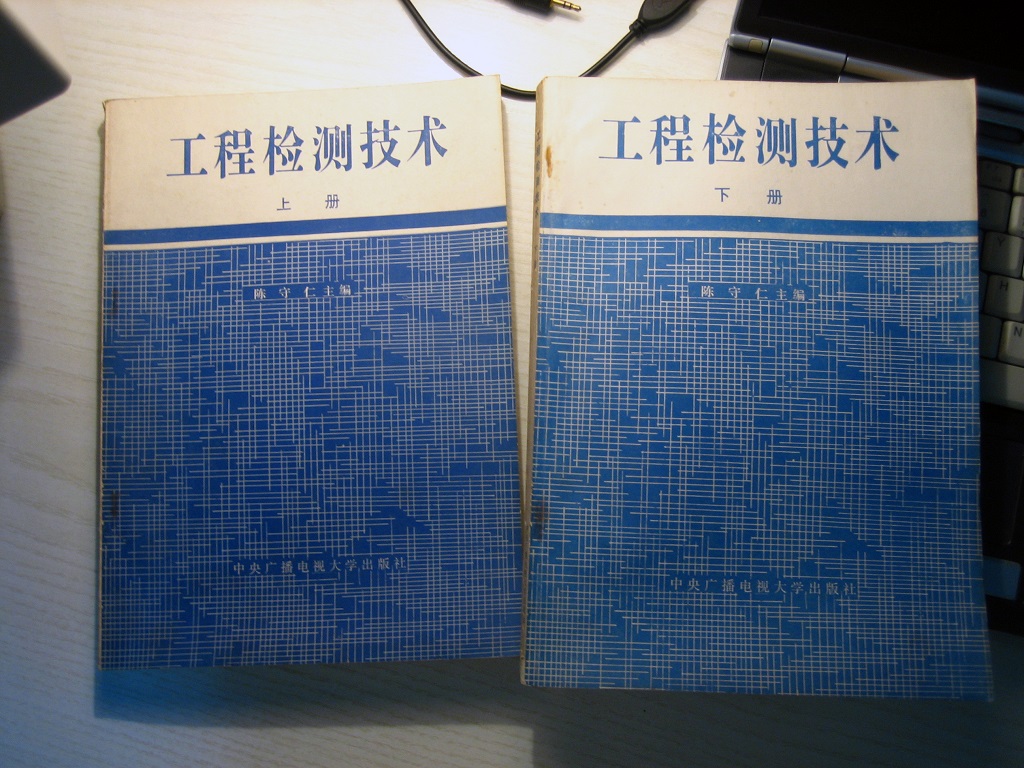 工程检测技术
上册
陈守仁主编
中央广播电视大学出版社
工程检测技术
下册
陈守仁主编
中央广播电视大学出版社
Y
H
N